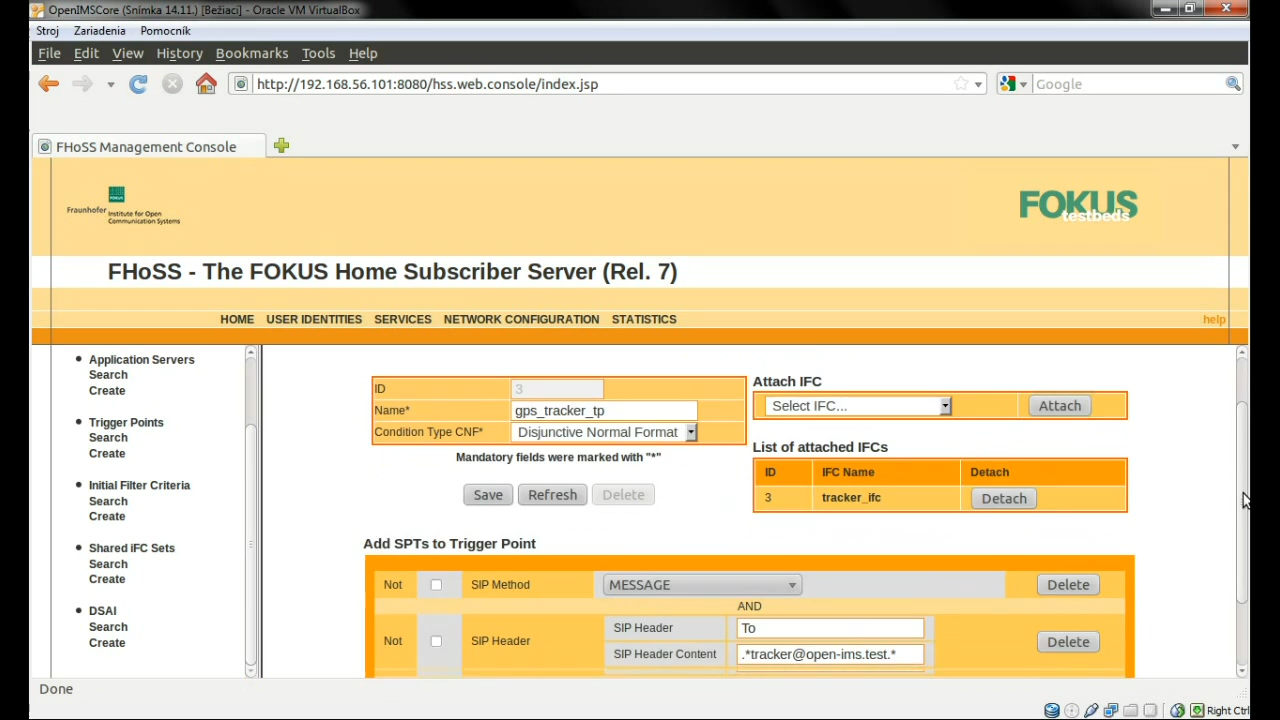 OpenIMSCore (Snímka 14.11.) [Bežiaci] - Oracle VM VirtualBox
Stroj Zariadenia Pomocník
File Edit View History Bookmarks Tools Help
http://192.168.56.101:8080/hss.web.console/index.jsp
Google
FHoSS Management Console
Fraunhofer Institute for Open
Communication Systems
FOKUS
testbeds
FHoSS - The FOKUS Home Subscriber Server (Rel. 7)
HOME USER IDENTITIES SERVICES NETWORK CONFIGURATION STATISTICS help
Application Servers
Search
Create
Trigger Points
Search
Create
Initial Filter Criteria
Search
Create
Shared iFC Sets
Search
Create
DSAI
Search
Create
ID 3
Name* gps_tracker_tp
Condition Type CNF* Disjunctive Normal Format
Mandatory fields were marked with "*"
Save Refresh Delete
Attach IFC
Select IFC... Attach
List of attached IFCs
ID IFC Name Detach
3 tracker_ifc Detach
Add SPTs to Trigger Point
Not SIP Method MESSAGE Delete
AND
Not SIP Header SIP Header To Delete
SIP Header Content .*tracker@open-ims.test.*
Done
Right Ctrl